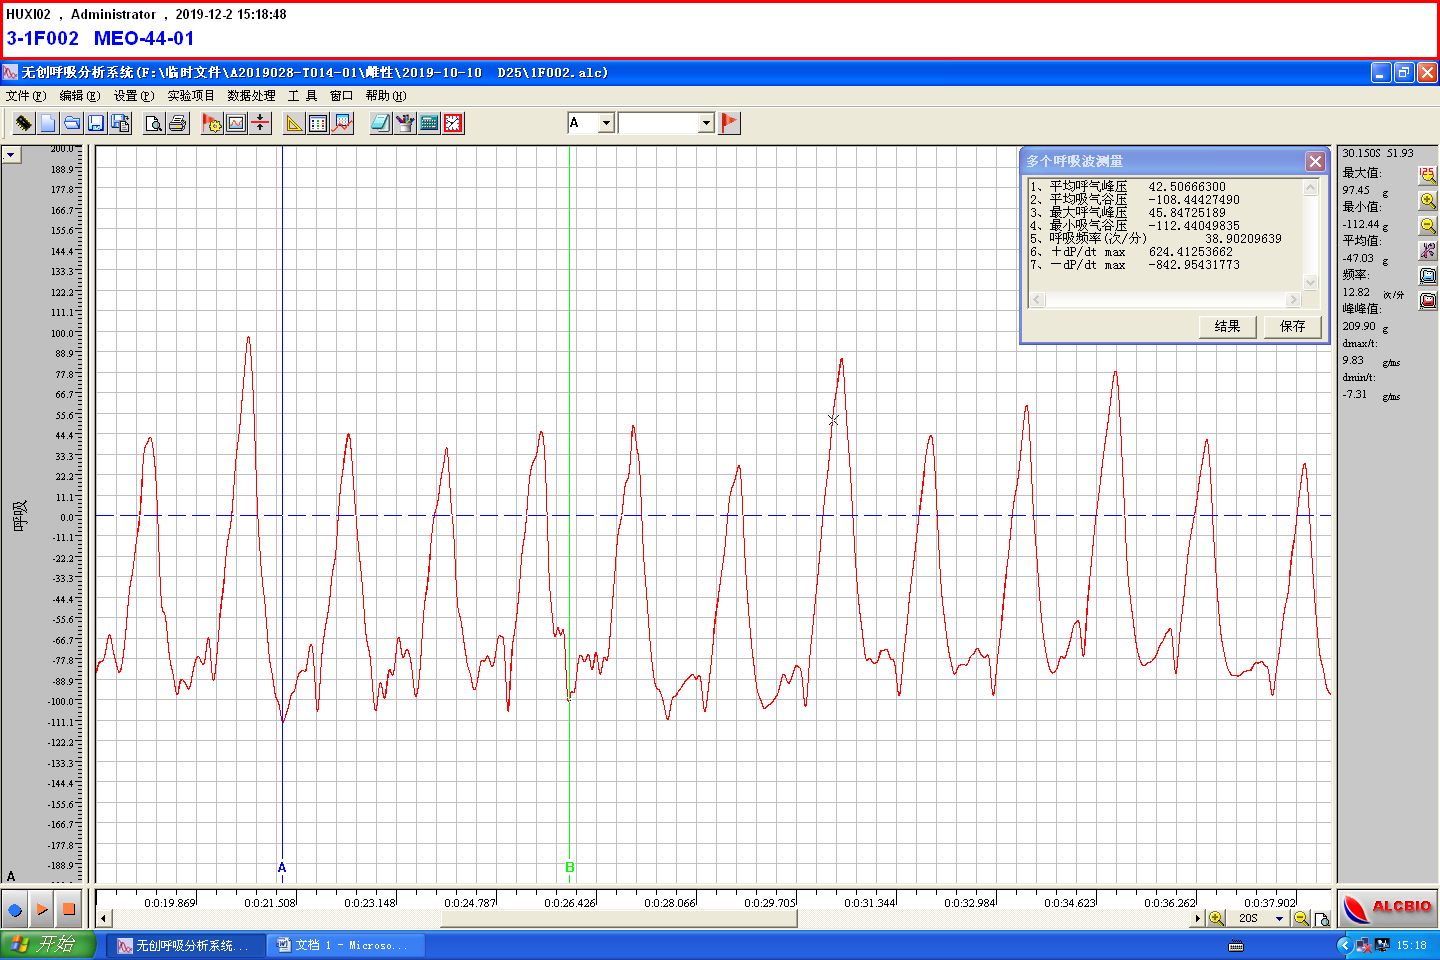 HUXI02 , Administrator , 2019-12-2 15:18:48
3-1F002 MEO-44-01
无创呼吸分析系统(F:\临时文件\A2019028-T014-01\雌性\2019-10-10 D25\1F002.alc)
文件(F) 编辑(E) 设置(P) 实验项目 数据处理 工 具 窗口 帮助(H)
A
200.0
188.9
177.8
166.7
155.6
144.4
133.3
122.2
111.1
100.0
88.9
77.8
66.7
55.6
44.4
33.3
22.2
11.1
0.0
-11.1
-22.2
-33.3
-44.4
-55.6
-66.7
-77.8
-88.9
-100.0
-111.1
-122.2
-133.3
-144.4
-155.6
-166.7
-177.8
-188.9
呼吸
A
A
B
多个呼吸波测量
1、平均呼气峰压 42.50666300
2、平均吸气谷压 -108.44427490
3、最大呼气峰压 45.84725189
4、最小吸气谷压 -112.44049835
5、呼吸频率(次/分) 38.90209639
6、＋dP/dt max 624.41253662
7、－dP/dt max -842.95431773
结果 保存
30.150S 51.93
最大值:
97.45 g
最小值:
-112.44 g
平均值:
-47.03 g
频率:
12.82 次/分
峰峰值:
209.90 g
dmax/t:
9.83 g/ms
dmin/t:
-7.31 g/ms
125
0:0:19.869 0:0:21.508 0:0:23.148 0:0:24.787 0:0:26.426 0:0:28.066 0:0:29.705 0:0:31.344 0:0:32.984 0:0:34.623 0:0:36.262 0:0:37.902
20S
ALCBIO
开始 无创呼吸分析系统... 文档 1 - Microso... 15:18